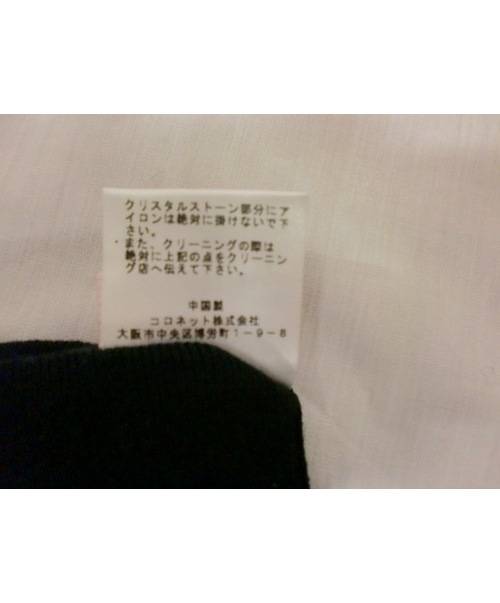 クリスタルストーン部分にア
イロンは絶対に掛けないで下
さい。
・また、クリーニングの際は
絶対に上記の点をクリーニン
グ店へ伝えて下さい。
中国製
コロネット株式会社
大阪市中央区博労町1-9-8